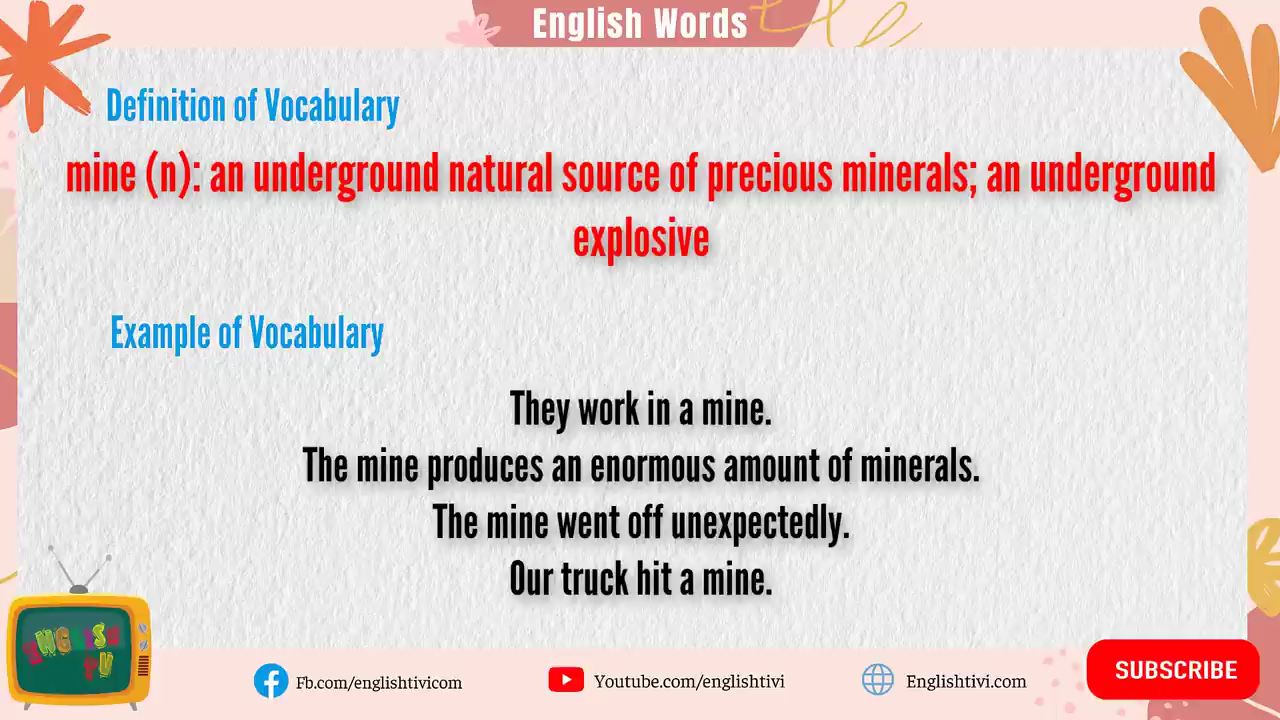 English Words
Definition of Vocabulary
mine (n): an underground natural source of precious minerals; an underground
explosive
Example of Vocabulary
They work in a mine.
The mine produces an enormous amount of minerals.
The mine went off unexpectedly.
Our truck hit a mine.
ENGLISH
TV
Fb.com/englishtivicom
Youtube.com/englishtivi
Englishtivi.com
SUBSCRIBE